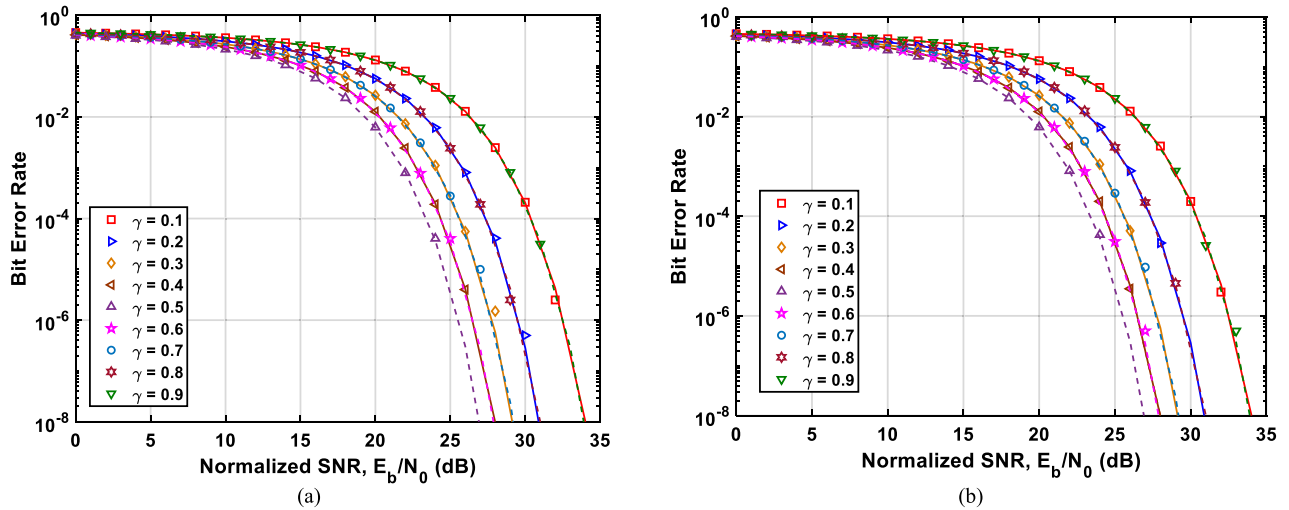 10^0
10^-2
10^-4
10^-6
10^-8
Bit Error Rate
γ = 0.1
γ = 0.2
γ = 0.3
γ = 0.4
γ = 0.5
γ = 0.6
γ = 0.7
γ = 0.8
γ = 0.9
0 5 10 15 20 25 30 35
Normalized SNR, E_b/N_0 (dB)
(a)
10^0
10^-2
10^-4
10^-6
10^-8
Bit Error Rate
γ = 0.1
γ = 0.2
γ = 0.3
γ = 0.4
γ = 0.5
γ = 0.6
γ = 0.7
γ = 0.8
γ = 0.9
0 5 10 15 20 25 30 35
Normalized SNR, E_b/N_0 (dB)
(b)